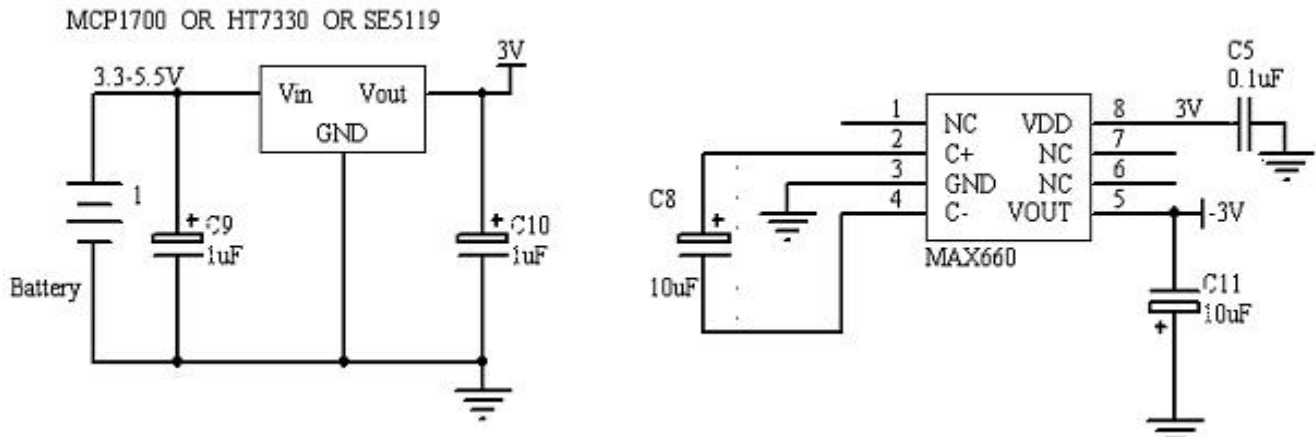 MCP1700 OR HT7330 OR SE5119
3.3-5.5V
Vin Vout
GND
3V
1
+
C9
1uF
+
C10
1uF
Battery
C5
0.1uF
1 NC VDD 8 3V
2 C+ NC 7
3 GND NC 6
4 C- VOUT 5
-3V
MAX660
C8
+
10uF
C11
10uF
+